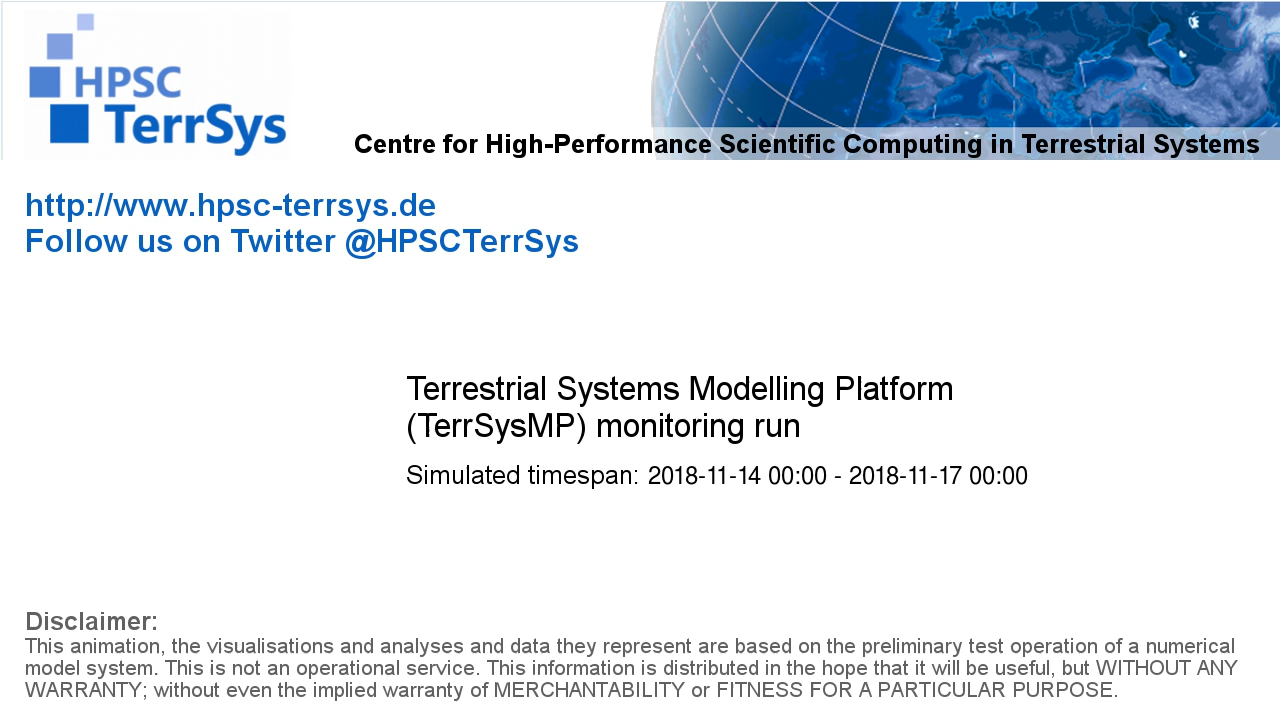 HPSC
TerrSys
Centre for High-Performance Scientific Computing in Terrestrial Systems
http://www.hpsc-terrsys.de
Follow us on Twitter @HPSCTerrSys
Terrestrial Systems Modelling Platform
(TerrSysMP) monitoring run
Simulated timespan: 2018-11-14 00:00 - 2018-11-17 00:00
Disclaimer:
This animation, the visualisations and analyses and data they represent are based on the preliminary test operation of a numerical
model system. This is not an operational service. This information is distributed in the hope that it will be useful, but WITHOUT ANY
WARRANTY; without even the implied warranty of MERCHANTABILITY or FITNESS FOR A PARTICULAR PURPOSE.